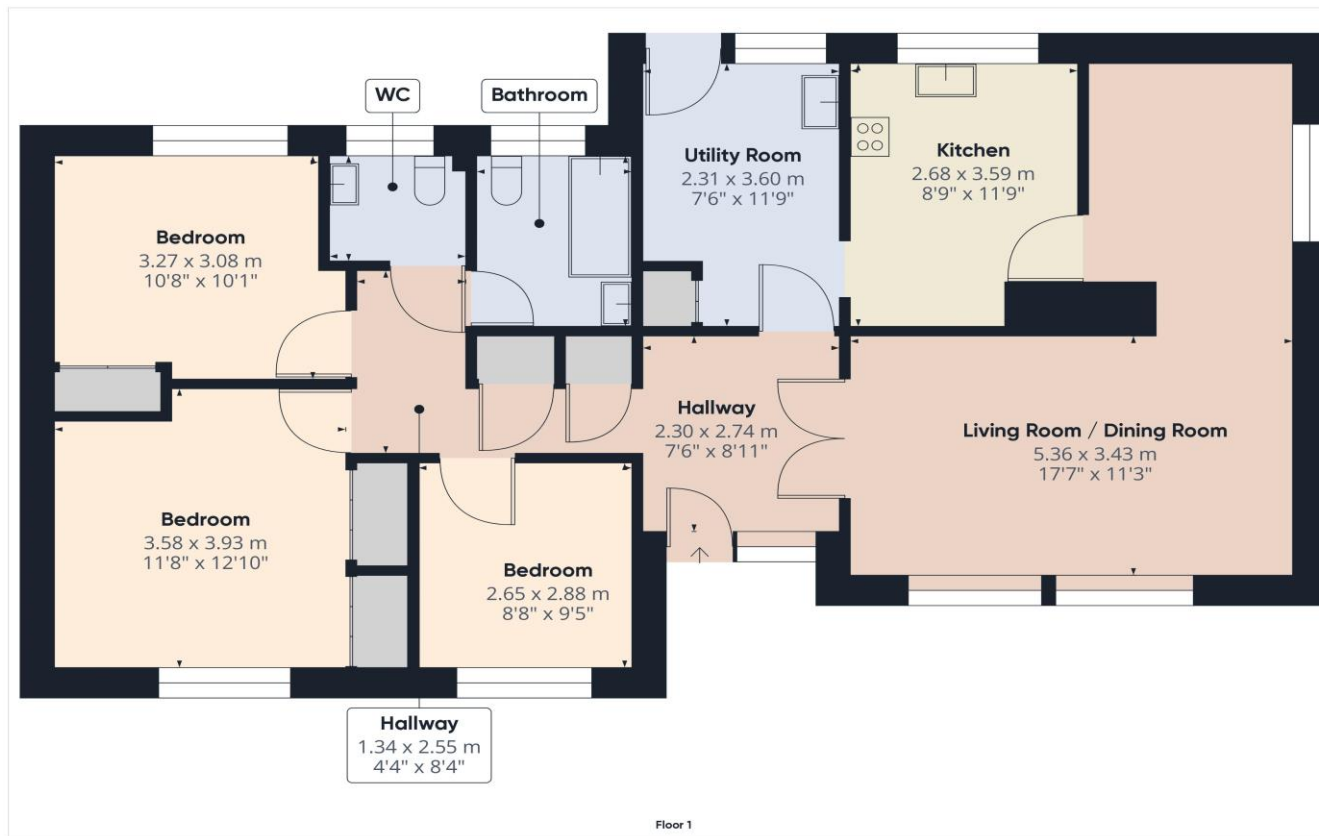 WC
Bathroom
Utility Room
2.31 x 3.60 m
7'6" x 11'9"
Kitchen
2.68 x 3.59 m
8'9" x 11'9"
Bedroom
3.27 x 3.08 m
10'8" x 10'1"
Hallway
2.30 x 2.74 m
7'6" x 8'11"
Living Room / Dining Room
5.36 x 3.43 m
17'7" x 11'3"
Bedroom
3.58 x 3.93 m
11'8" x 12'10"
Bedroom
2.65 x 2.88 m
8'8" x 9'5"
Hallway
1.34 x 2.55 m
4'4" x 8'4"
Floor 1